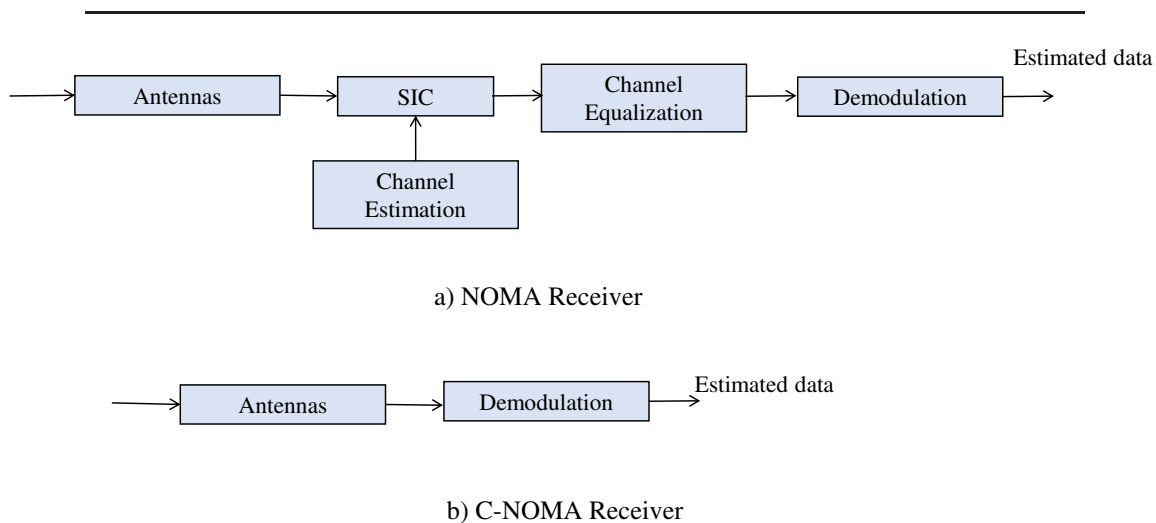 Estimated data
Antennas
SIC
Channel
Equalization
Demodulation
Channel
Estimation
a) NOMA Receiver
Estimated data
Antennas
Demodulation
b) C-NOMA Receiver